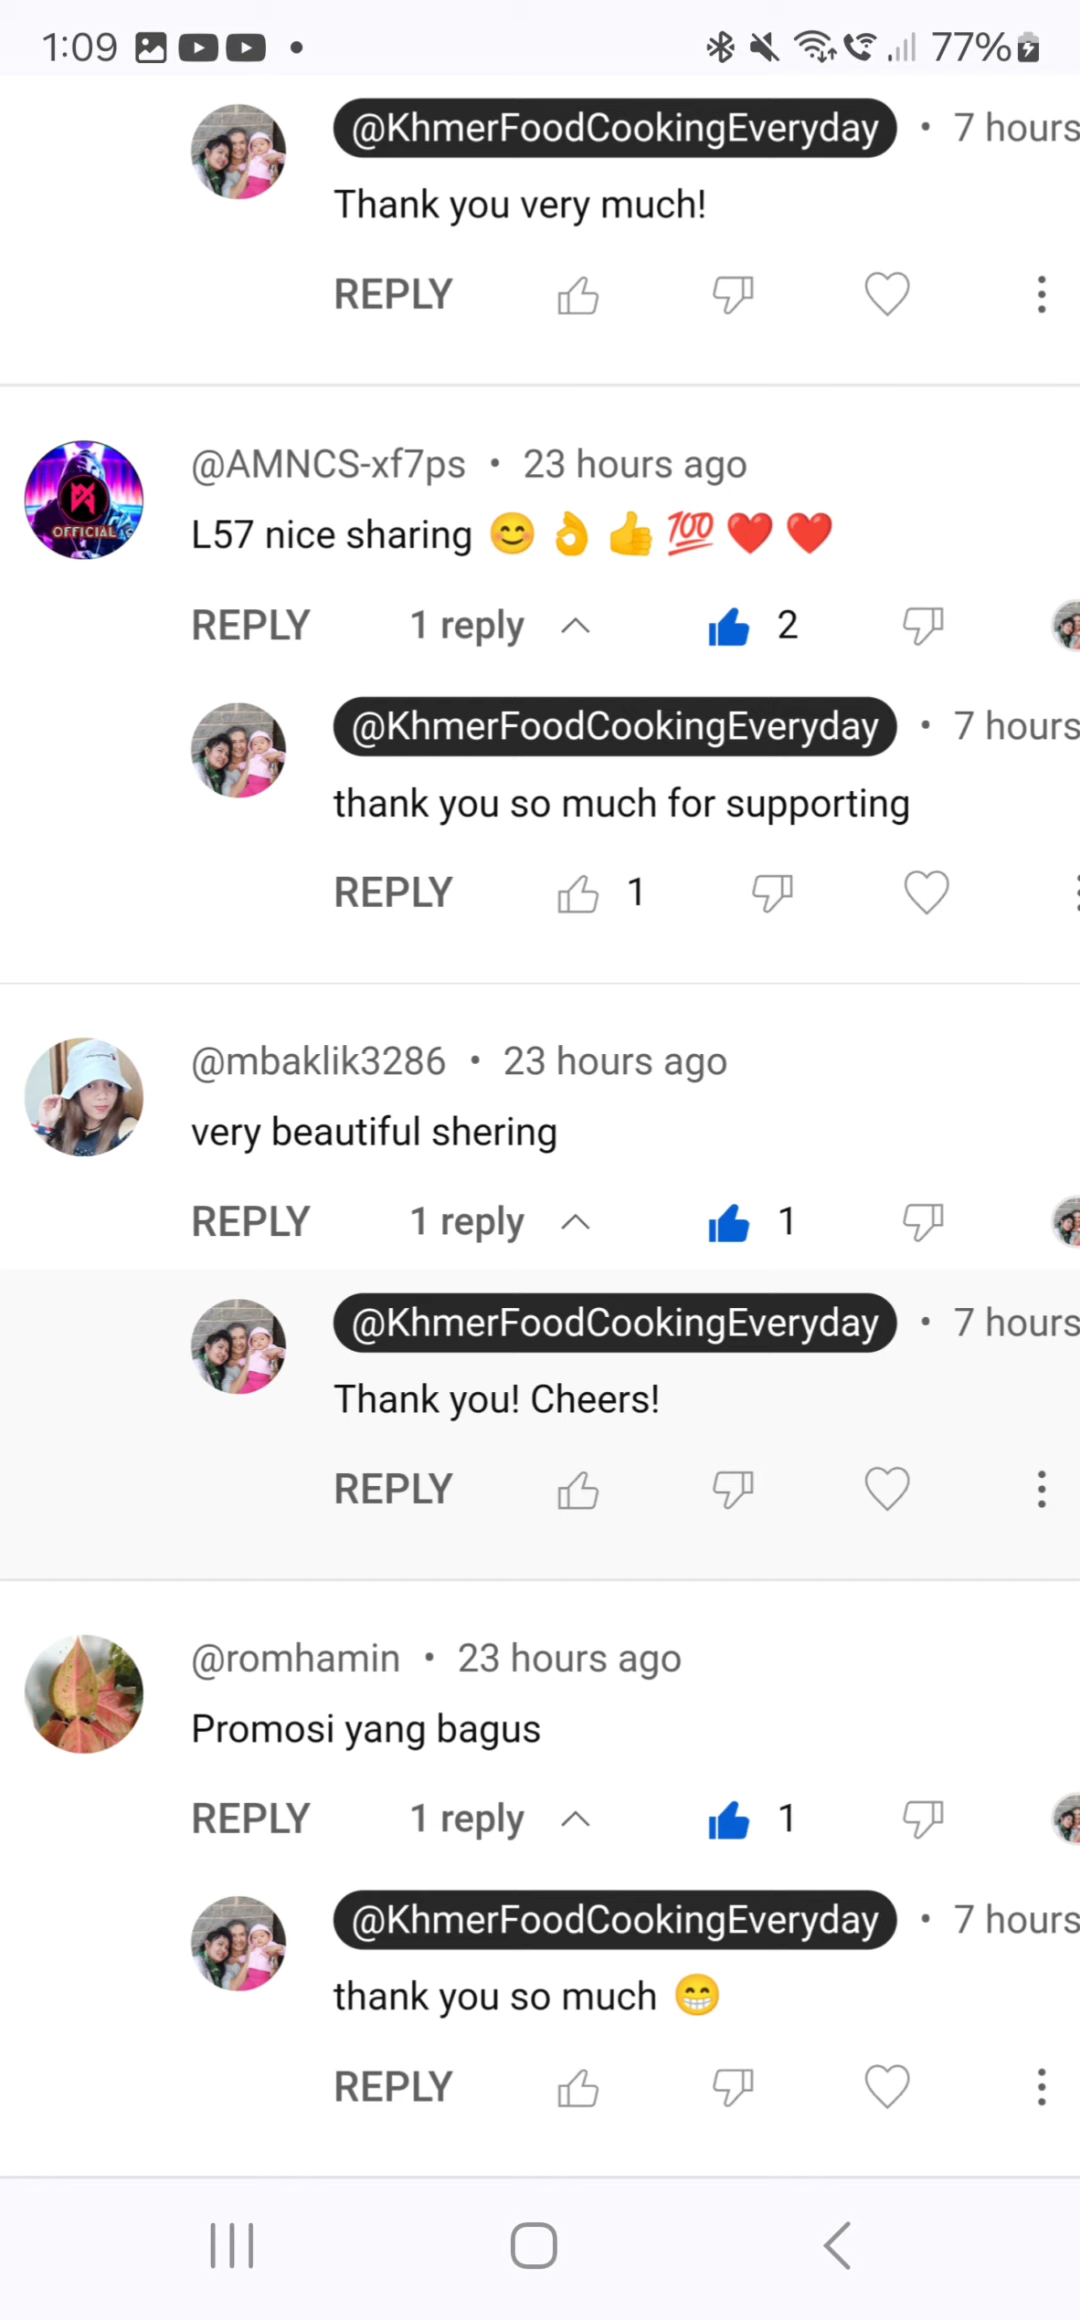 1:09 77%
@KhmerFoodCookingEveryday • 7 hours
Thank you very much!
REPLY
@AMNCS-xf7ps • 23 hours ago
L57 nice sharing 😊👌👍💯❤️❤️
REPLY 1 reply 2
@KhmerFoodCookingEveryday • 7 hours
thank you so much for supporting
REPLY 1
@mbaklik3286 • 23 hours ago
very beautiful shering
REPLY 1 reply 1
@KhmerFoodCookingEveryday • 7 hours
Thank you! Cheers!
REPLY
@romhamin • 23 hours ago
Promosi yang bagus
REPLY 1 reply 1
@KhmerFoodCookingEveryday • 7 hours
thank you so much 😁
REPLY
OFFICIAL